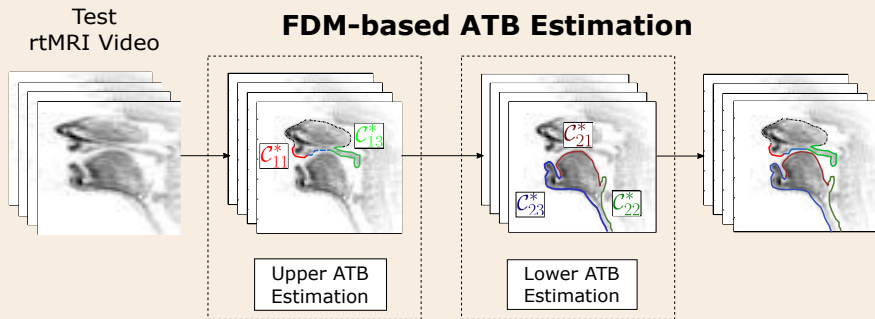 Test
rtMRI Video
FDM-based ATB Estimation
C*11
C*13
C*21
C*23
C*22
Upper ATB
Estimation
Lower ATB
Estimation